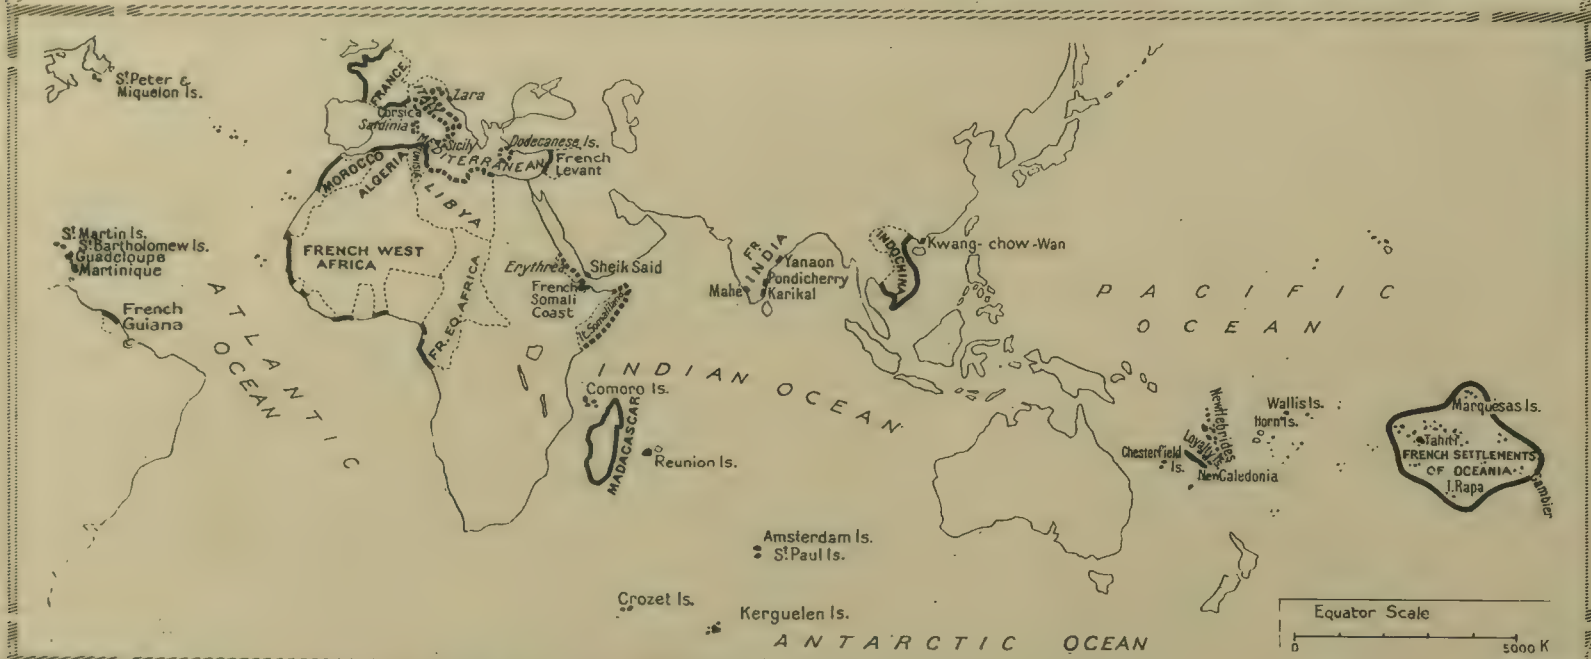 St Peter &
Miquelon Is.
FRANCE
ITALY
Zara
Corsica
Sardinia
Sicily
MEDITERRANEAN
Dodecanese Is.
French
Levant
MOROCCO
ALGERIA
TUNISIA
LIBYA
St Martin Is.
St Bartholomew Is.
Guadeloupe
Martinique
French
Guiana
ATLANTIC
OCEAN
FRENCH WEST
AFRICA
FR. EQ. AFRICA
Erythrea
Sheik Said
French
Somali
Coast
It. Somaliland
FR.
INDIA
Mahe
Yanaon
Pondicherry
Karikal
INDOCHINA
Kwang-chow-Wan
PACIFIC
OCEAN
INDIAN OCEAN
Comoro Is.
MADAGASCAR
Reunion Is.
New Hebrides
Loyalty Is.
Chesterfield
Is.
New Caledonia
Wallis Is.
Horn Is.
Marquesas Is.
Tahiti
FRENCH SETTLEMENTS
OF OCEANIA
I. Rapa
Gambier
Amsterdam Is.
St Paul Is.
Crozet Is.
Kerguelen Is.
ANTARCTIC OCEAN
Equator Scale
0
5000 K